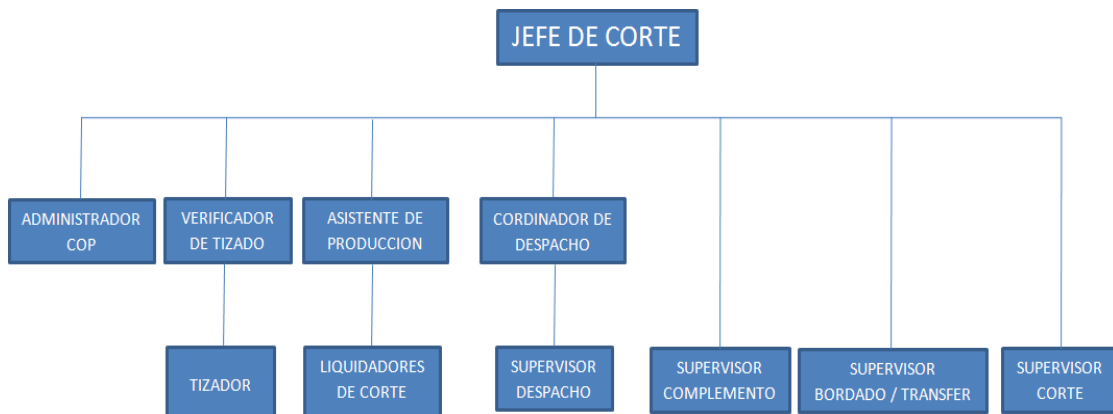 JEFE DE CORTE
ADMINISTRADOR
COP
VERIFICADOR
DE TIZADO
ASISTENTE DE
PRODUCCION
CORDINADOR DE
DESPACHO
TIZADOR
LIQUIDADORES
DE CORTE
SUPERVISOR
DESPACHO
SUPERVISOR
COMPLEMENTO
SUPERVISOR
BORDADO / TRANSFER
SUPERVISOR
CORTE